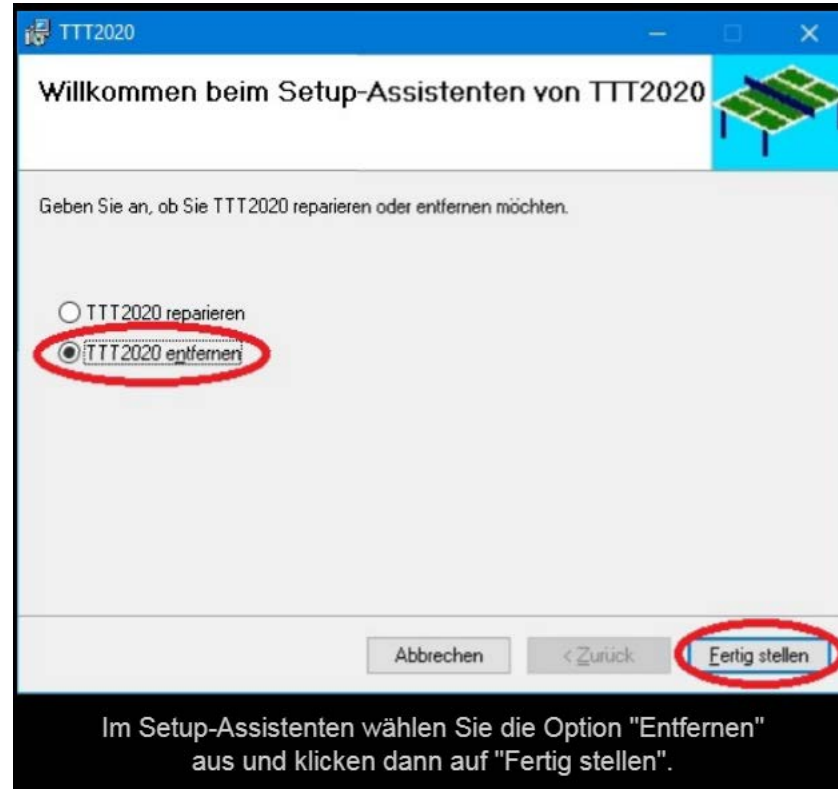 TTT2020
Willkommen beim Setup-Assistenten von TTT2020
Geben Sie an, ob Sie TTT2020 reparieren oder entfernen möchten.
TTT2020 reparieren
TTT2020 entfernen
Abbrechen
< Zurück
Fertig stellen
Im Setup-Assistenten wählen Sie die Option "Entfernen"
aus und klicken dann auf "Fertig stellen".